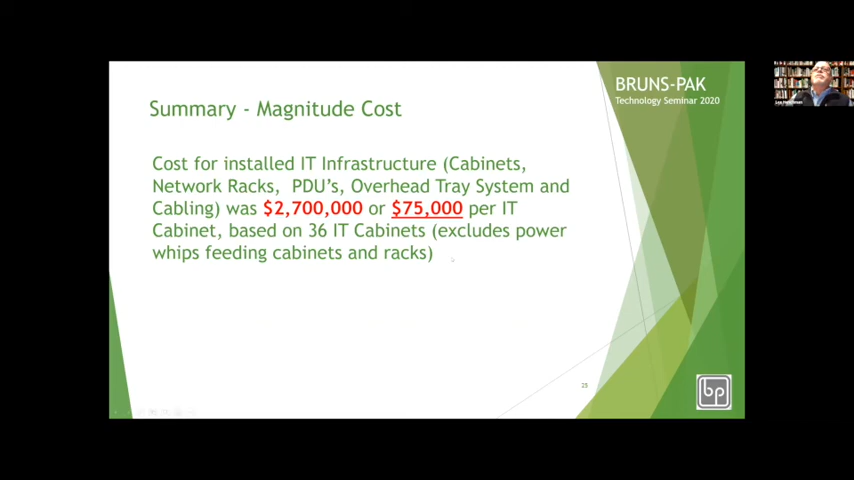 BRUNS-PAK
Technology Seminar 2020
Summary - Magnitude Cost
Cost for installed IT Infrastructure (Cabinets,
Network Racks, PDU's, Overhead Tray System and
Cabling) was $2,700,000 or $75,000 per IT
Cabinet, based on 36 IT Cabinets (excludes power
whips feeding cabinets and racks)
25
bp